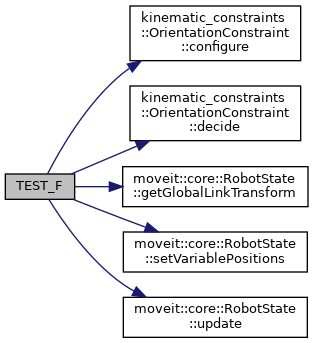 kinematic_constraints
::OrientationConstraint
::configure
kinematic_constraints
::OrientationConstraint
::decide
TEST_F
moveit::core::RobotState
::getGlobalLinkTransform
moveit::core::RobotState
::setVariablePositions
moveit::core::RobotState
::update